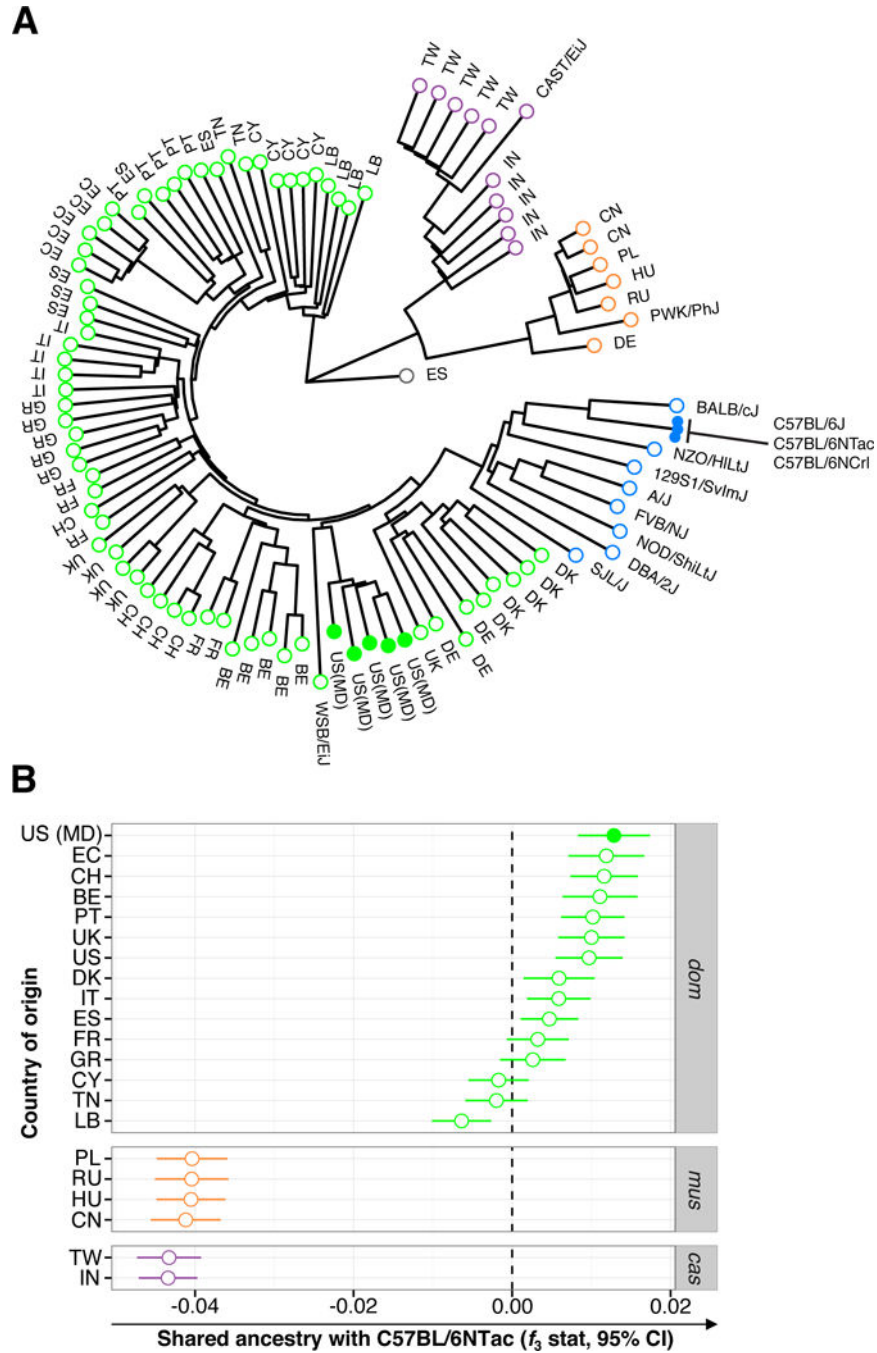 A
TW
TW
TW
TW
TW
CAST/EiJ
IN
IN
IN
IN
IN
CN
CN
PL
HU
RU
PWK/PhJ
DE
ES
BALB/cJ
C57BL/6J
C57BL/6NTac
C57BL/6NCrl
NZO/HlLtJ
129S1/SvImJ
A/J
FVB/NJ
NOD/ShiLtJ
DBA/2J
SJL/J
DK
DK
DK
DK
DK
DE
DE
DE
UK
US(MD)
US(MD)
US(MD)
US(MD)
US(MD)
WSB/EiJ
BE
BE
BE
BE
BE
FR
FR
CH
CH
CH
UK
UK
UK
UK
FR
CH
FR
FR
GR
GR
GR
GR
IT
IT
IT
IT
ES
ES
ES
EC
EC
EC
EC
PT
ES
PT
PT
PT
PT
ES
TN
TN
CY
CY
CY
CY
LB
LB
LB
LB
B
US (MD)
EC
CH
BE
PT
UK
US
DK
IT
ES
FR
GR
CY
TN
LB
dom
PL
RU
HU
CN
mus
TW
IN
cas
Country of origin
-0.04
-0.02
0.00
0.02
Shared ancestry with C57BL/6NTac (f3 stat, 95% CI)